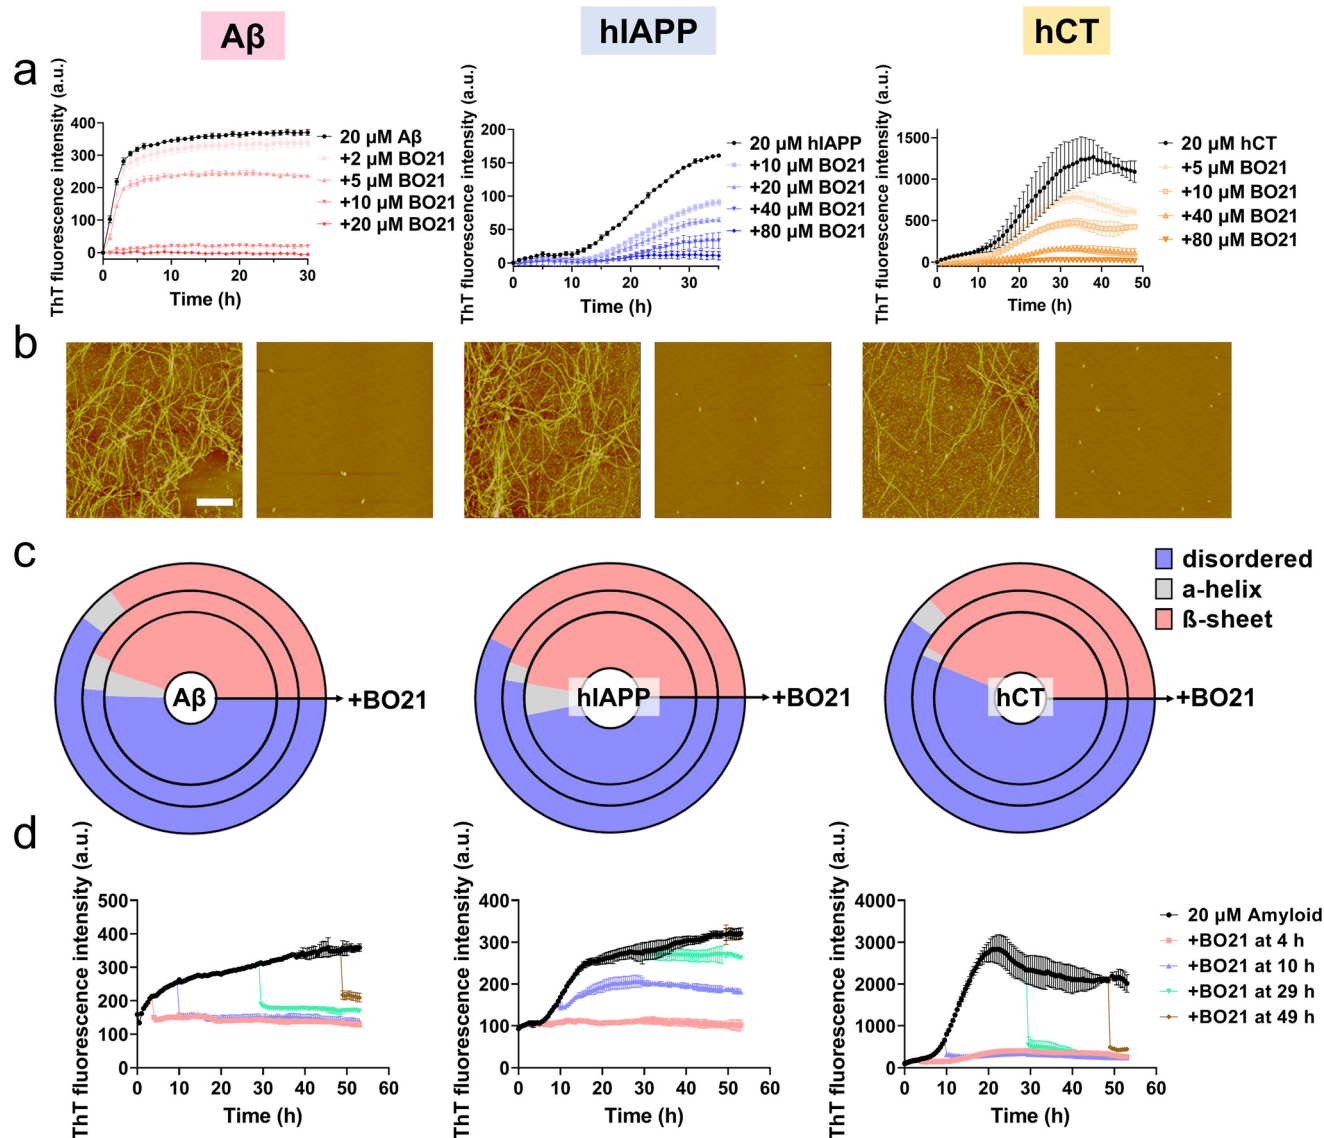 Aβ
hIAPP
hCT
a
ThT fluorescence intensity (a.u.)
400
300
200
100
0
0
10
20
30
Time (h)
20 μM Aβ
+2 μM BO21
+5 μM BO21
+10 μM BO21
+20 μM BO21
ThT fluorescence intensity (a.u.)
200
150
100
50
0
0
10
20
30
Time (h)
20 μM hIAPP
+10 μM BO21
+20 μM BO21
+40 μM BO21
+80 μM BO21
ThT fluorescence intensity (a.u.)
1500
1000
500
0
0
10
20
30
40
50
Time (h)
20 μM hCT
+5 μM BO21
+10 μM BO21
+40 μM BO21
+80 μM BO21
b
c
Aβ
+BO21
hIAPP
+BO21
hCT
+BO21
disordered
a-helix
ß-sheet
d
ThT fluorescence intensity (a.u.)
500
400
300
200
100
0
0
10
20
30
40
50
60
Time (h)
ThT fluorescence intensity (a.u.)
400
300
200
100
0
0
10
20
30
40
50
60
Time (h)
ThT fluorescence intensity (a.u.)
4000
3000
2000
1000
0
0
20
40
60
Time (h)
20 μM Amyloid
+BO21 at 4 h
+BO21 at 10 h
+BO21 at 29 h
+BO21 at 49 h